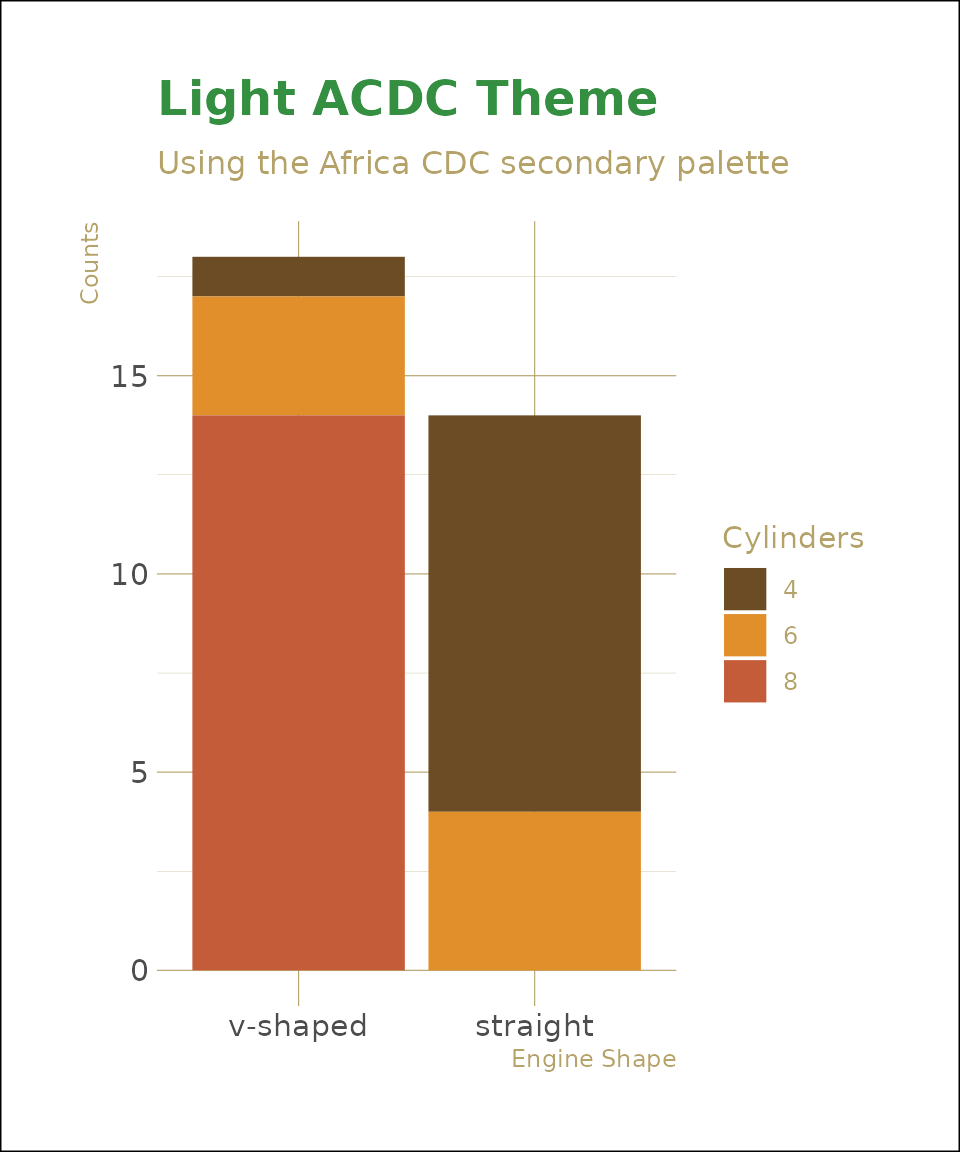 Light ACDC Theme
Using the Africa CDC secondary palette
Counts
15
10
5
0
v-shaped straight
Engine Shape
Cylinders
4
6
8